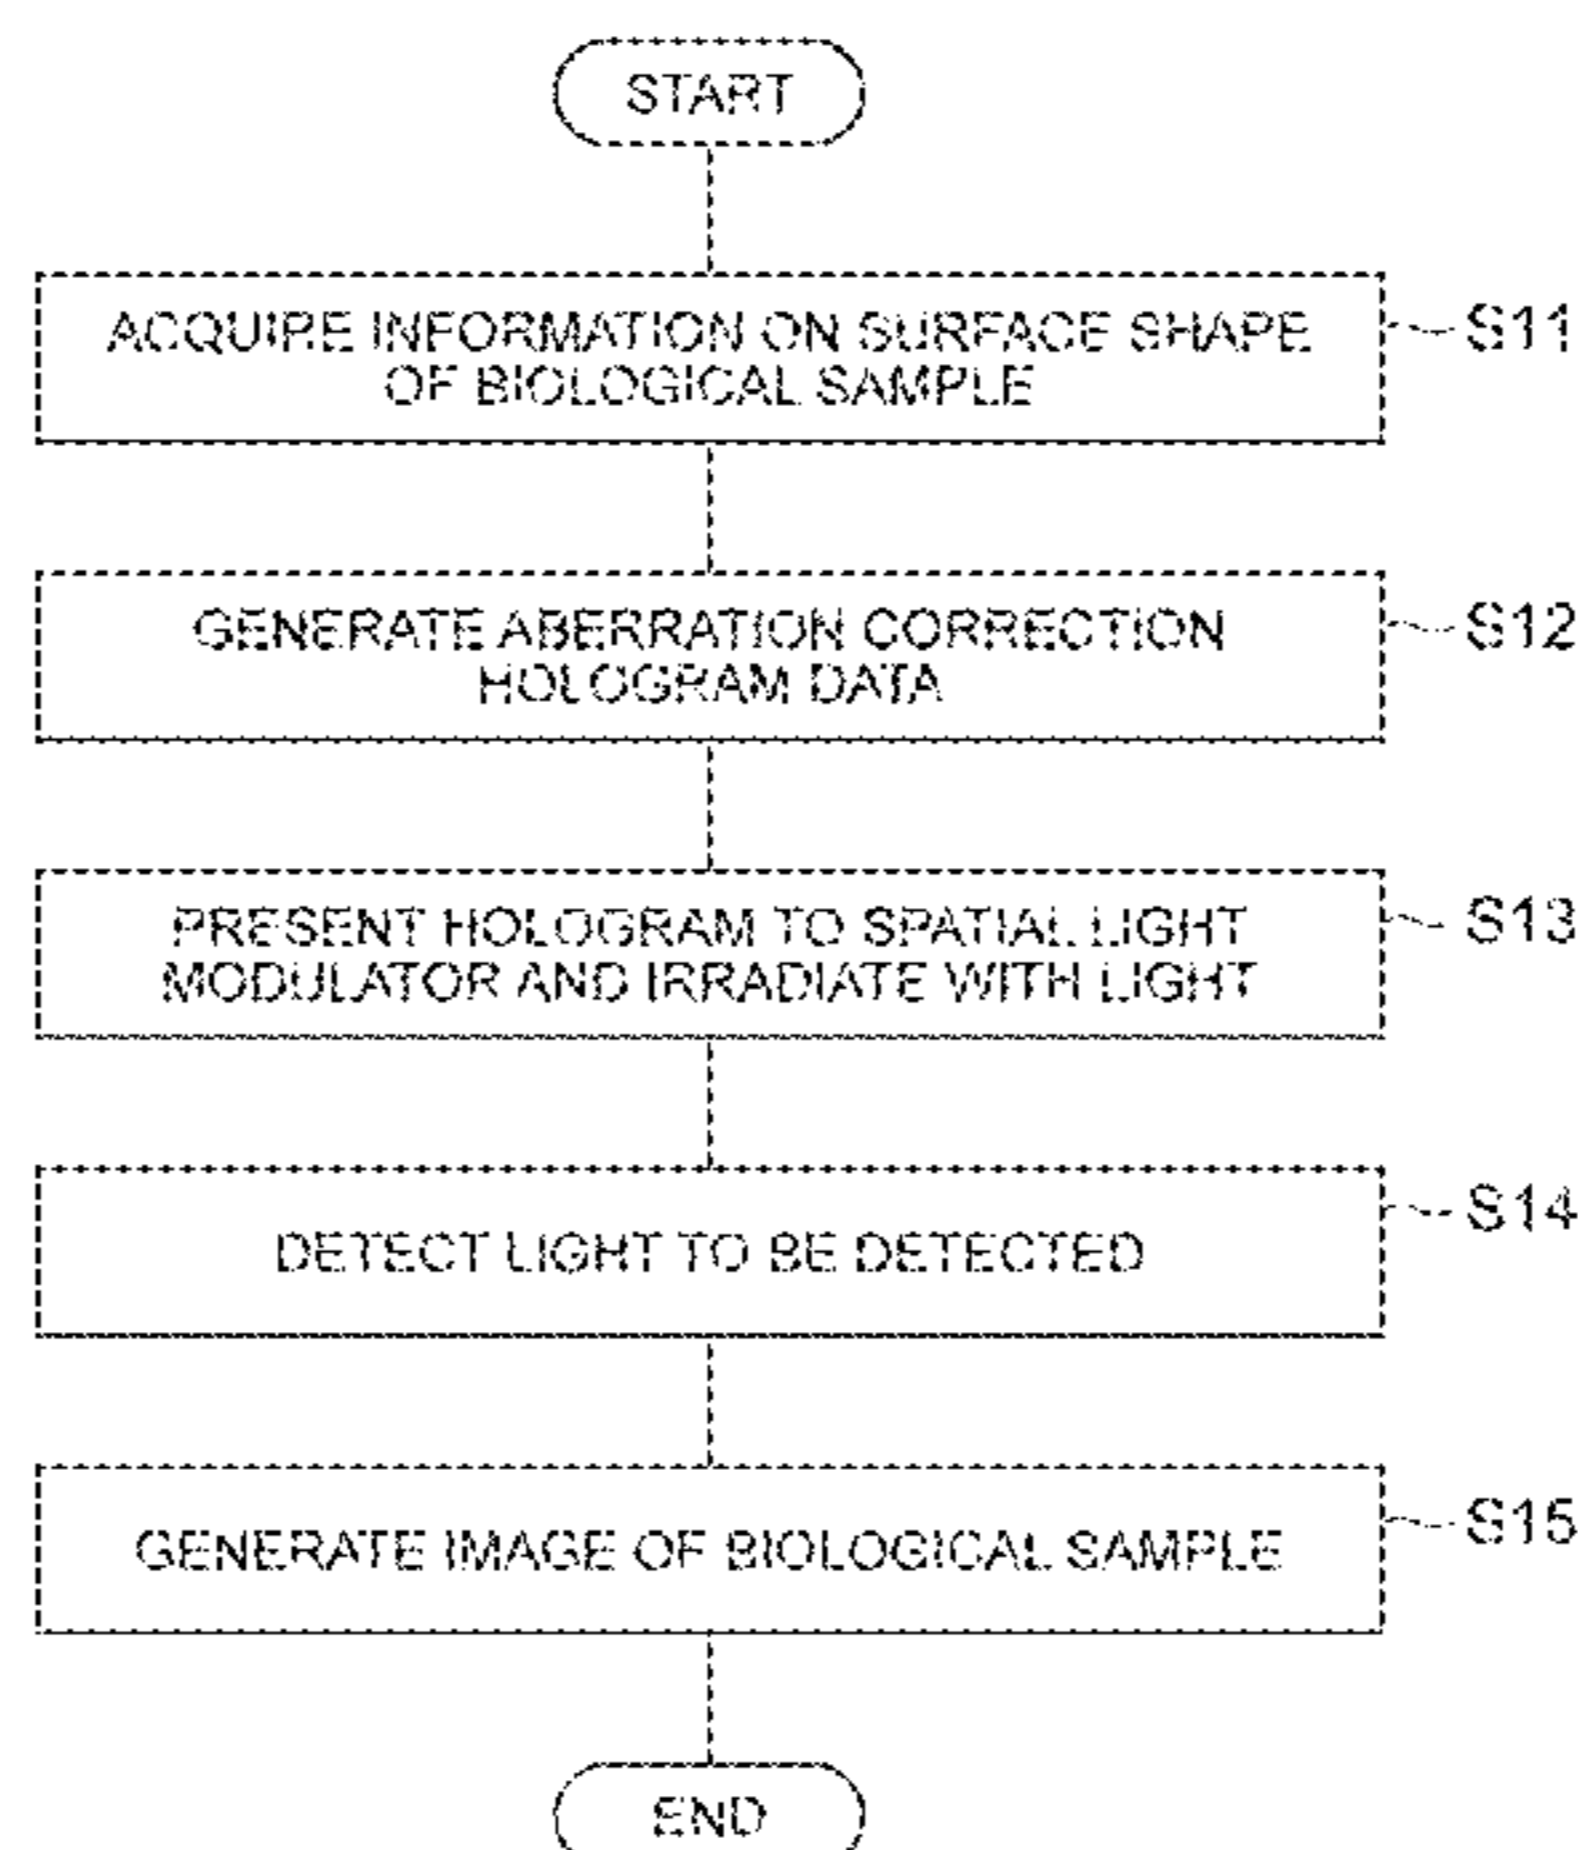 START
ACQUIRE INFORMATION ON SURFACE SHAPE
OF BIOLOGICAL SAMPLE
S11
GENERATE ABERRATION CORRECTION
HOLOGRAM DATA
S12
PRESENT HOLOGRAM TO SPATIAL LIGHT
MODULATOR AND IRRADIATE WITH LIGHT
S13
DETECT LIGHT TO BE DETECTED
S14
GENERATE IMAGE OF BIOLOGICAL SAMPLE
S15
END